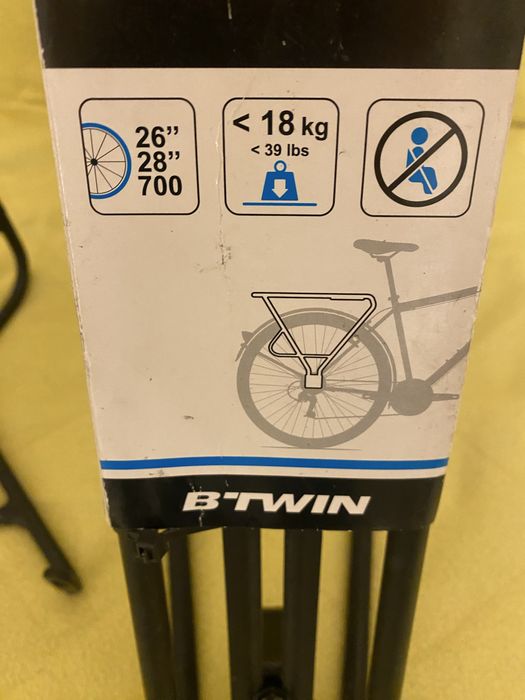 26”
28”
700
< 18 kg
< 39 lbs
B'TWIN